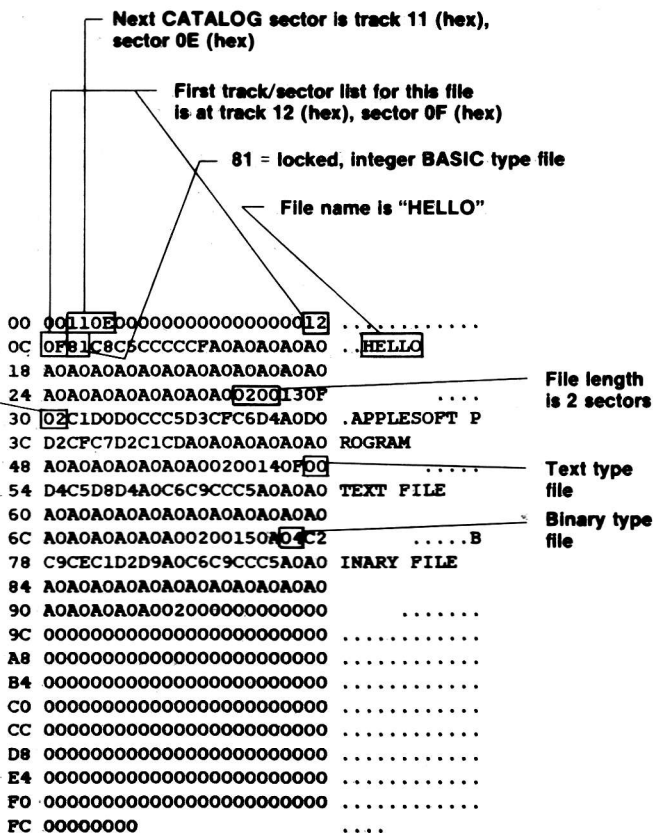 Next CATALOG sector is track 11 (hex),
sector 0E (hex)
First track/sector list for this file
is at track 12 (hex), sector 0F (hex)
81 = locked, integer BASIC type file
File name is “HELLO”
00 00110E000000000000000012 ............
0C 0F81C8C5CCCCCFA0A0A0A0A0 ..HELLO
18 A0A0A0A0A0A0A0A0A0A0A0A0
24 A0A0A0A0A0A0A0A00200130F ....
30 02C1D0D0CCC5D3CFC6D4A0D0 .APPLESOFT P
3C D2CFC7D2C1CDA0A0A0A0A0A0 ROGRAM
48 A0A0A0A0A0A0A00200140F00 .....
54 D4C5D8D4A0C6C9CCC5A0A0A0 TEXT FILE
60 A0A0A0A0A0A0A0A0A0A0A0A0
6C A0A0A0A0A0A00200150A04C2 .....B
78 C9CEC1D2D9A0C6C9CCC5A0A0 INARY FILE
84 A0A0A0A0A0A0A0A0A0A0A0A0
90 A0A0A0A0A002000000000000 .......
9C 000000000000000000000000 ............
A8 000000000000000000000000 ............
B4 000000000000000000000000 ............
C0 000000000000000000000000 ............
CC 000000000000000000000000 ............
D8 000000000000000000000000 ............
E4 000000000000000000000000 ............
F0 000000000000000000000000 ............
FC 00000000 ....
File length
is 2 sectors
Text type
file
Binary type
file